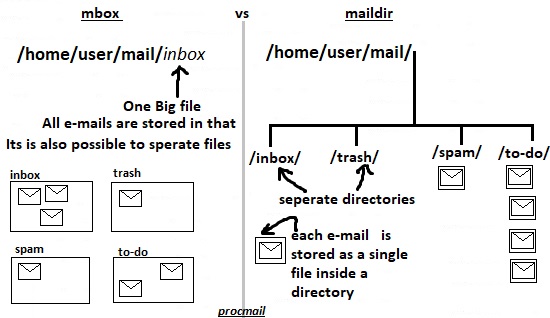 mbox vs maildir
/home/user/mail/inbox
One Big file
All e-mails are stored in that
Its is also possible to sperate files
inbox
trash
spam
to-do
/home/user/mail/
/inbox/ /trash/ /spam/ /to-do/
seperate directories
each e-mail is
stored as a single
file inside a
directory
procmail